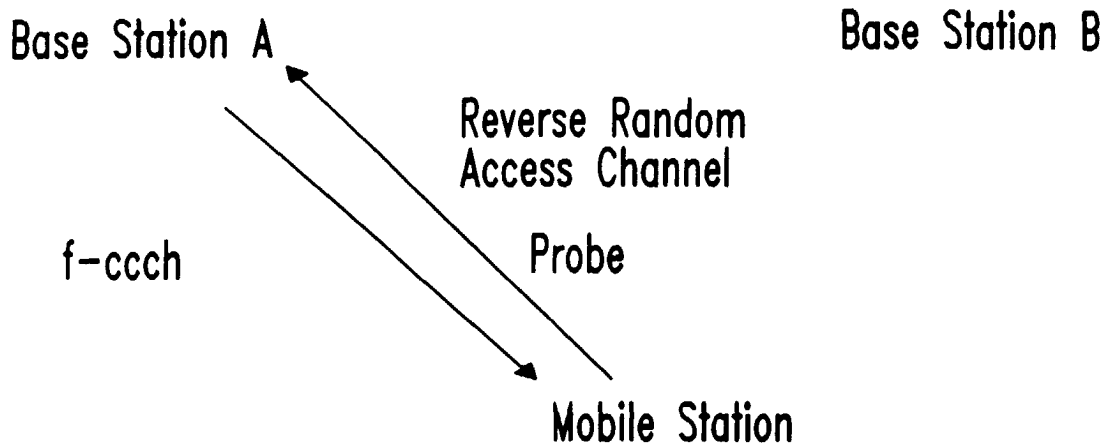 Base Station A
Base Station B
Reverse Random
Access Channel
f-ccch
Probe
Mobile Station